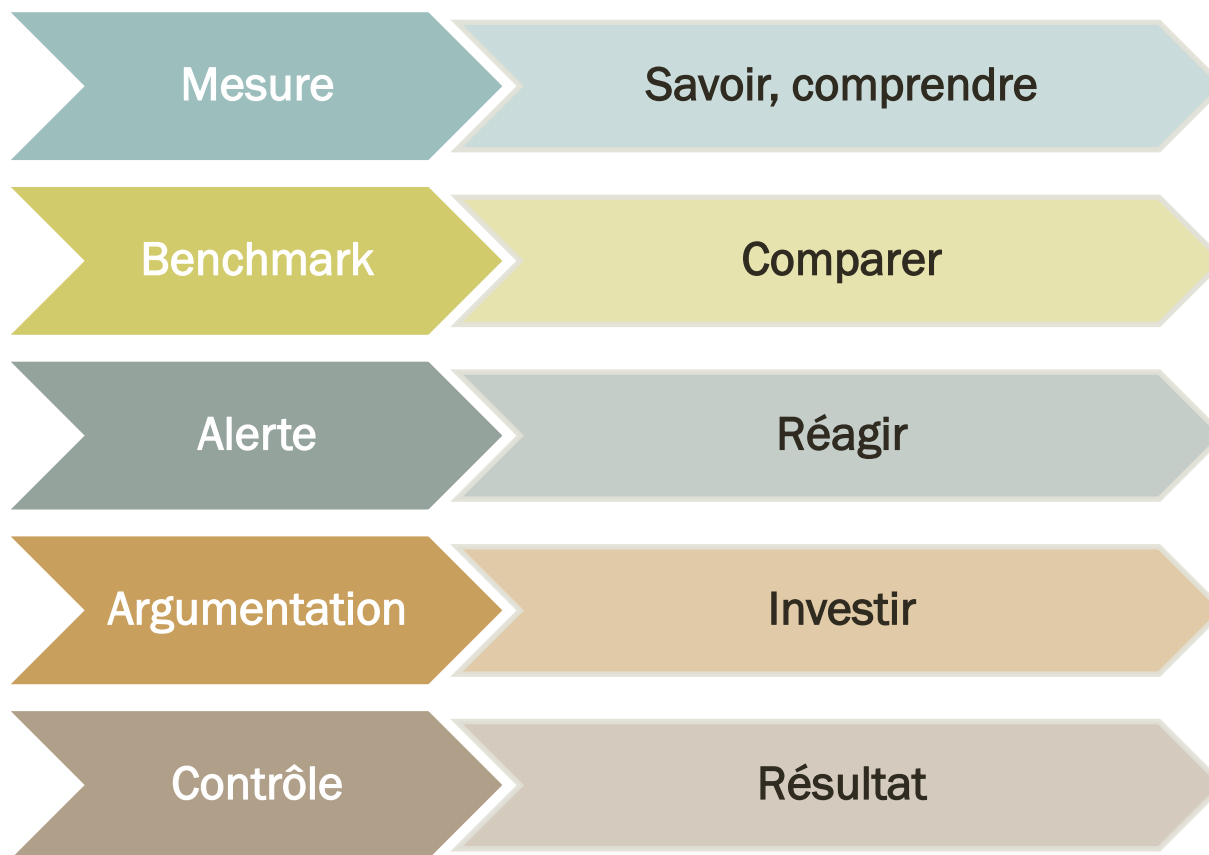 Mesure
Savoir, comprendre
Benchmark
Comparer
Alerte
Réagir
Argumentation
Investir
Contrôle
Résultat